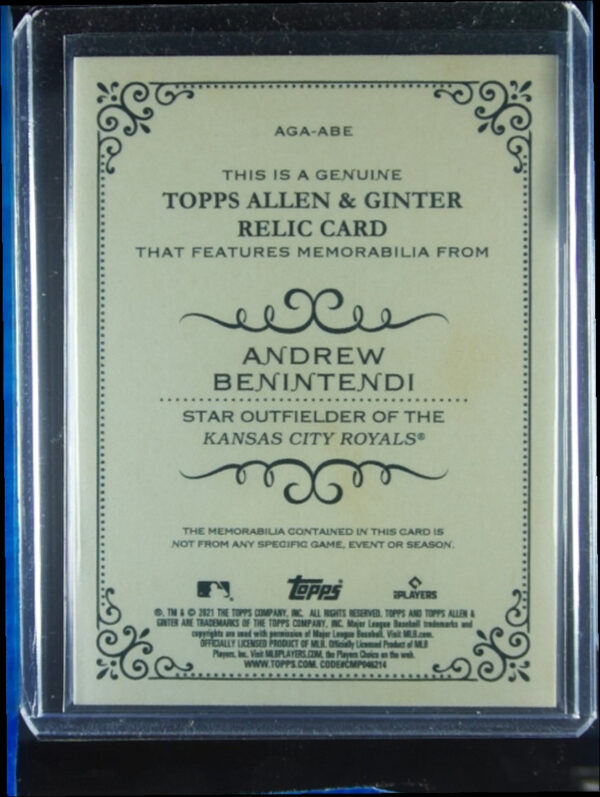 AGA-ABE
THIS IS A GENUINE
TOPPS ALLEN & GINTER
RELIC CARD
THAT FEATURES MEMORABILIA FROM
ANDREW
BENINTENDI
STAR OUTFIELDER OF THE
KANSAS CITY ROYALS®
THE MEMORABILIA CONTAINED IN THIS CARD IS
NOT FROM ANY SPECIFIC GAME, EVENT OR SEASON.
Topps PLAYERS
®, TM & © 2021 THE TOPPS COMPANY, INC. ALL RIGHTS RESERVED. TOPPS AND TOPPS ALLEN &
GINTER ARE TRADEMARKS OF THE TOPPS COMPANY, INC. Major League Baseball trademarks and
copyrights are used with permission of Major League Baseball. Visit MLB.com.
OFFICIALLY LICENSED PRODUCT OF MLB. Officially Licensed Product of MLB
Players, Inc. Visit MLBPLAYERS.COM, the Players Choice on the web.
WWW.TOPPS.COM. CODE#CMP046214